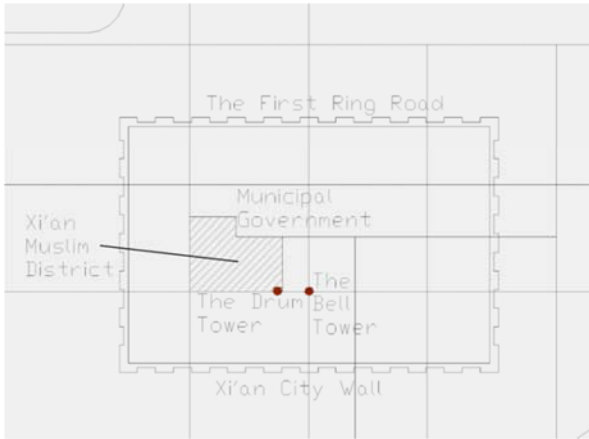 The First Ring Road
Municipal
Government
Xi'an
Muslim
District
The Drum
Tower
The
Bell
Tower
Xi'an City Wall